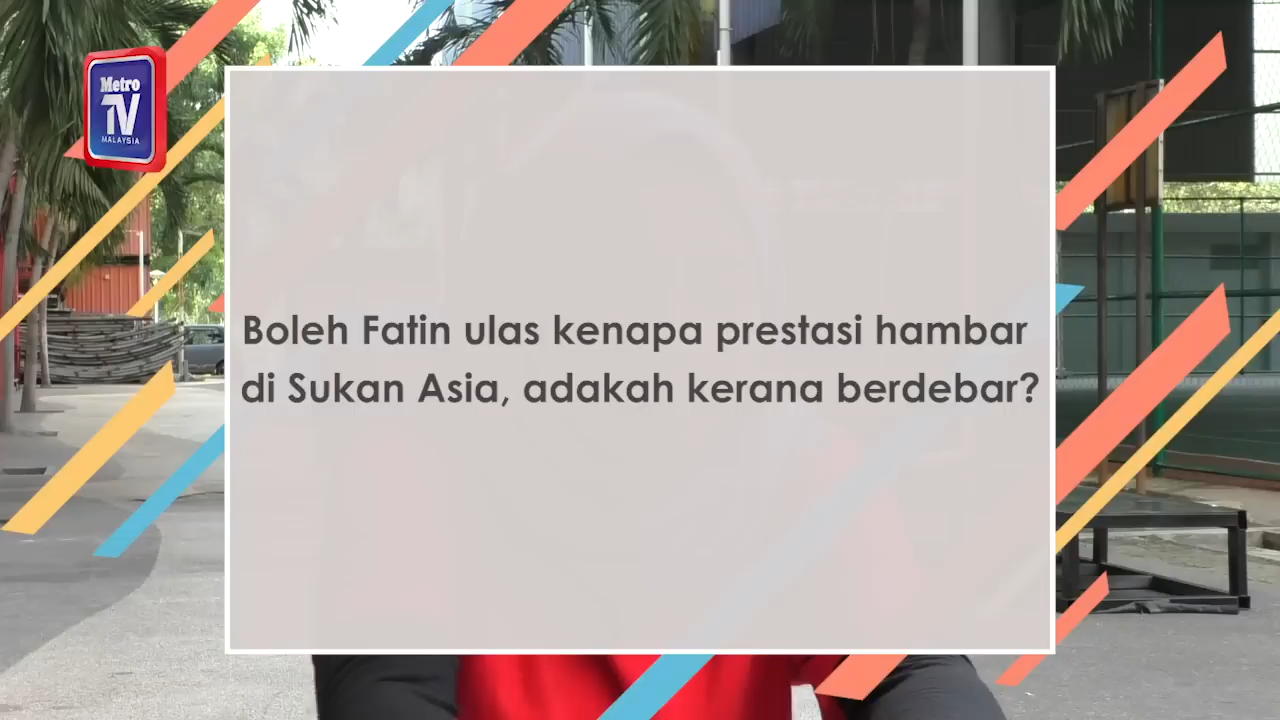 Metro
TV
MALAYSIA
Boleh Fatin ulas kenapa prestasi hambar
di Sukan Asia, adakah kerana berdebar?